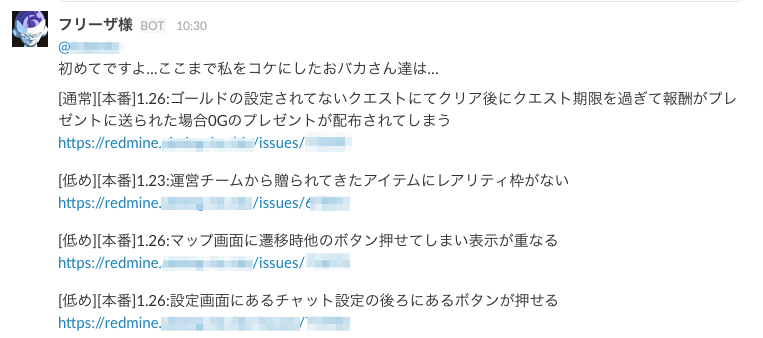 フリーザ様 BOT 10:30
@
初めてですよ...ここまで私をコケにしたおバカさん達は...
[通常][本番]1.26:ゴールドの設定されてないクエストにてクリア後にクエスト期限を過ぎて報酬がプレ
ゼントに送られた場合0Gのプレゼントが配布されてしまう
https://redmine. /issues/
[低め][本番]1.23:運営チームから贈られてきたアイテムにレアリティ枠がない
https://redmine. /issues/
[低め][本番]1.26:マップ画面に遷移時他のボタン押せてしまい表示が重なる
https://redmine. /issues/
[低め][本番]1.26:設定画面にあるチャット設定の後ろにあるボタンが押せる
https://redmine. /